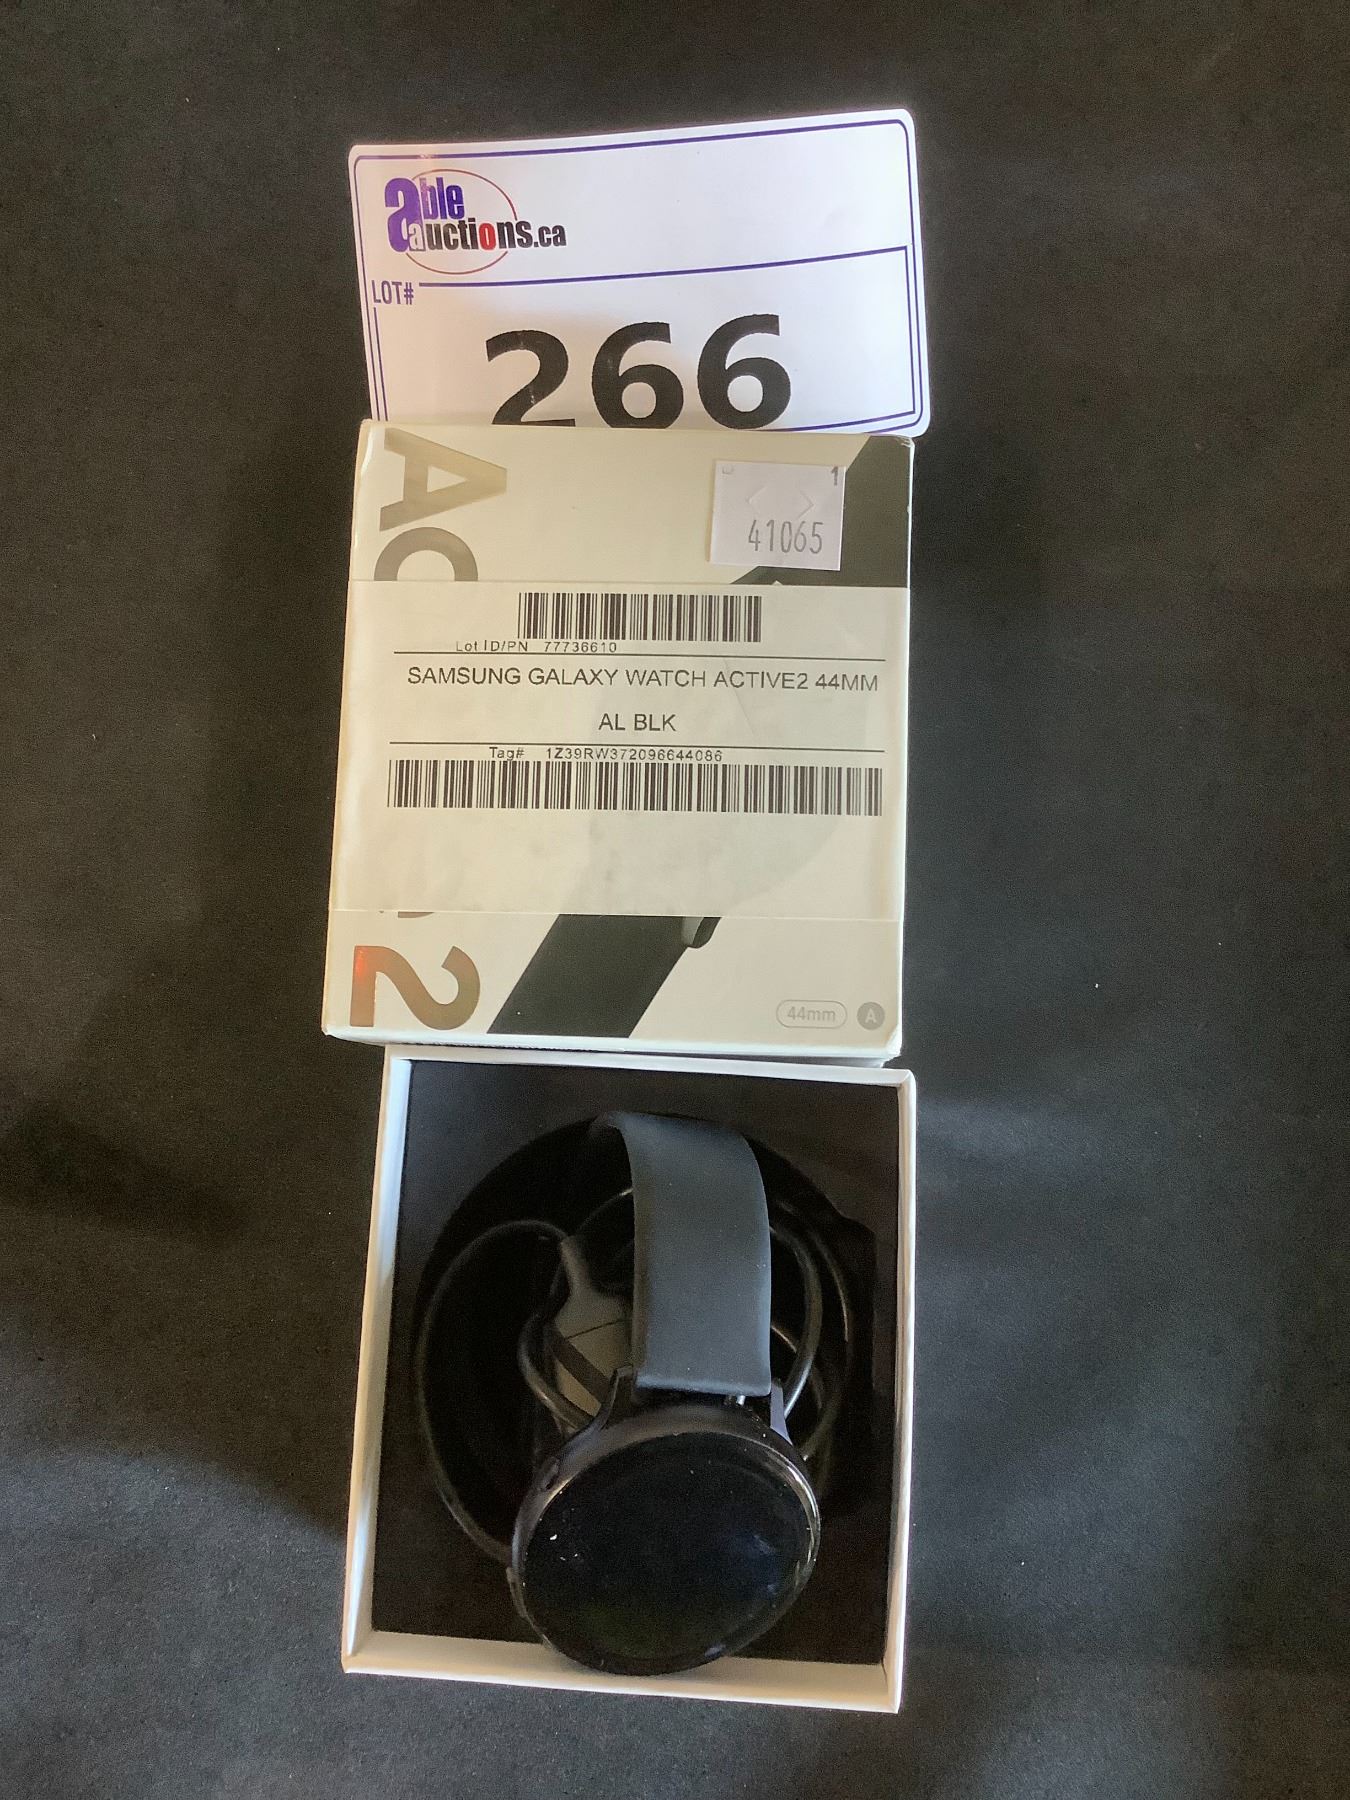 able
auctions.ca
LOT#
266
AC
1
41065
Lot ID/PN 77736610
SAMSUNG GALAXY WATCH ACTIVE2 44MM
AL BLK
Tag# 1Z39RW372096644086
2
44mm A